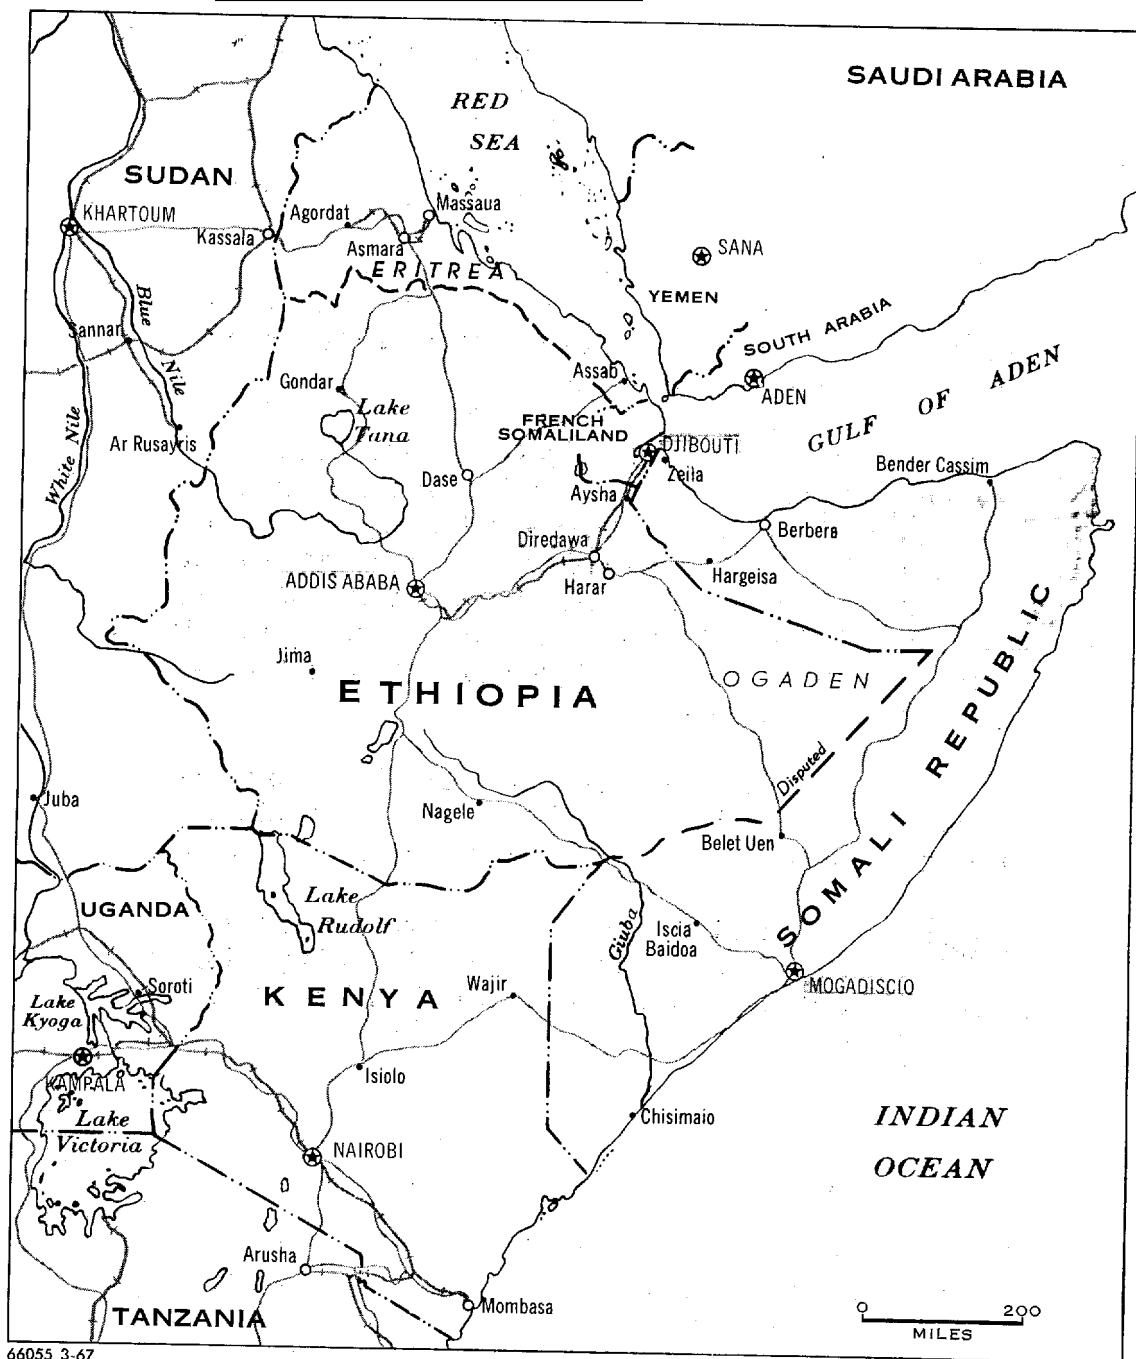 SAUDI ARABIA
RED
SEA
SUDAN
KHARTOUM
Kassala
Agordat
Massaua
Asmara
ERITREA
SANA
YEMEN
SOUTH ARABIA
ADEN
GULF OF ADEN
Blue
Nile
Sannar
White Nile
Ar Rusayris
Gondar
Lake
Tana
Assab
FRENCH
SOMALILAND
DJIBOUTI
Zeila
Dase
Aysha
Bender Cassim
Diredawa
Berbera
ADDIS ABABA
Harar
Hargeisa
Jima
ETHIOPIA
OGADEN
SOMALI REPUBLIC
Disputed
Juba
Nagele
Belet Uen
UGANDA
Lake
Rudolf
Giuba
Iscia
Baidoa
Soroti
KENYA
Wajir
MOGADISCIO
Lake
Kyoga
KAMPALA
Isiolo
Lake
Victoria
Chisimaio
NAIROBI
INDIAN
OCEAN
Arusha
TANZANIA
Mombasa
0 200
MILES
66055 3-67